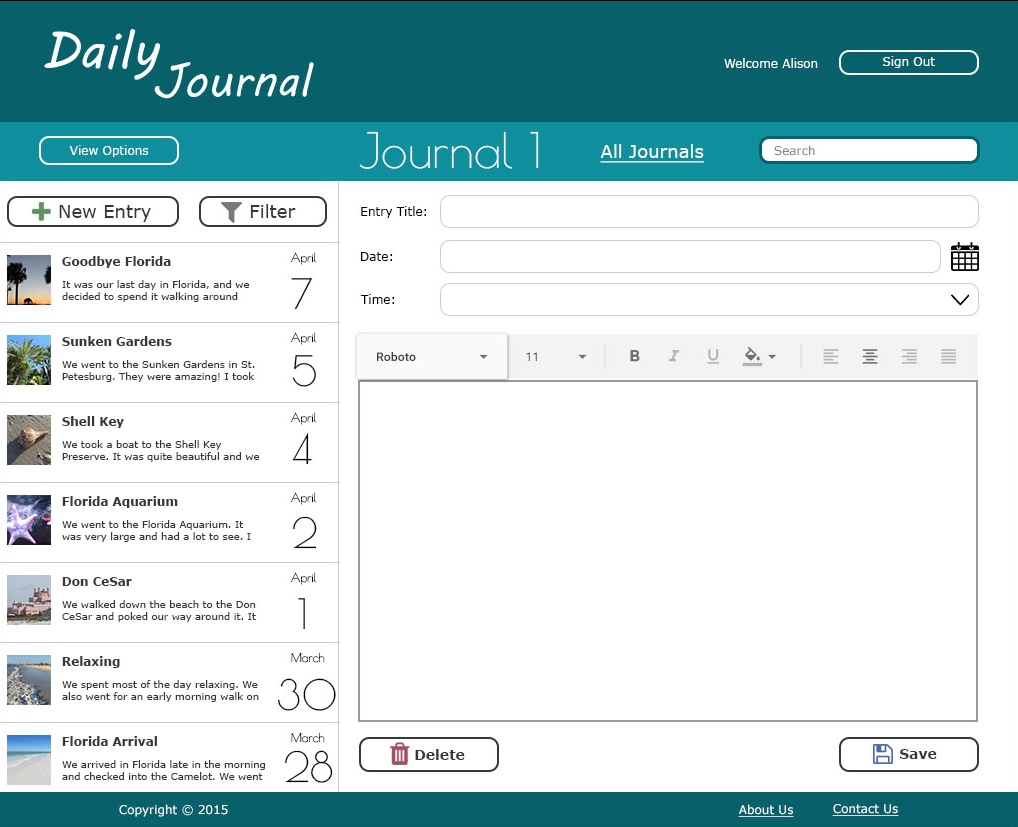 Daily
Journal
Welcome Alison
Sign Out
View Options
Journal 1
All Journals
Search
New Entry
Filter
Goodbye Florida
April
7
It was our last day in Florida, and we
decided to spend it walking around
Sunken Gardens
April
5
We went to the Sunken Gardens in St.
Petesburg. They were amazing! I took
Shell Key
April
4
We took a boat to the Shell Key
Preserve. It was quite beautiful and we
Florida Aquarium
April
2
We went to the Florida Aquarium. It
was very large and had a lot to see. I
Don CeSar
April
1
We walked down the beach to the Don
CeSar and poked our way around it. It
Relaxing
March
30
We spent most of the day relaxing. We
also went for an early morning walk on
Florida Arrival
March
28
We arrived in Florida late in the morning
and checked into the Camelot. We went
Entry Title:
Date:
Time:
Roboto
11
B
I
U
Delete
Save
Copyright © 2015
About Us
Contact Us